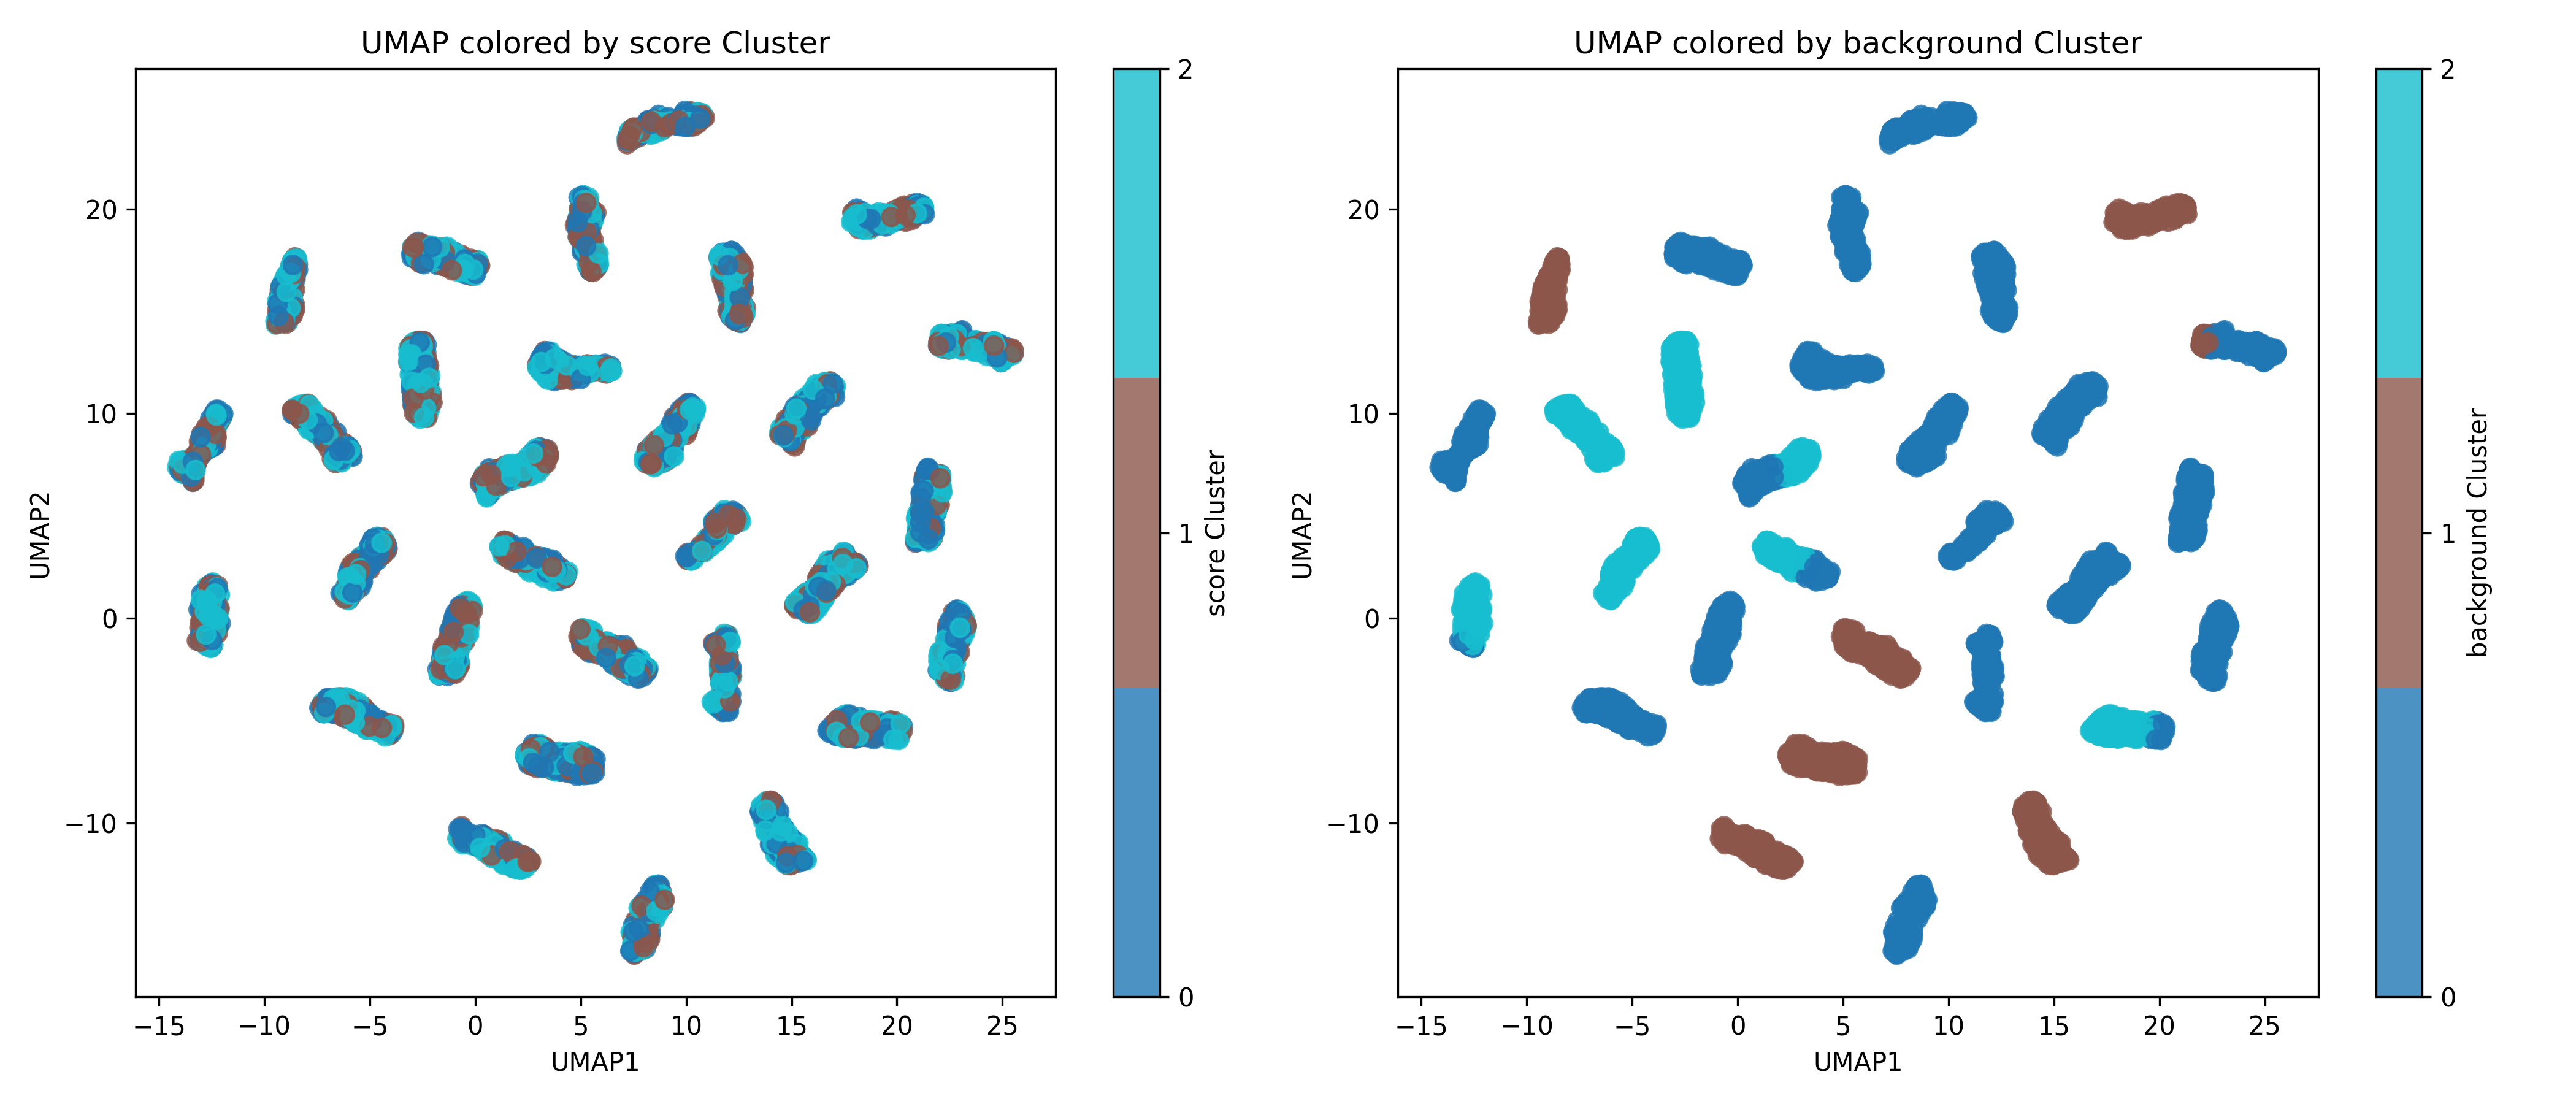 UMAP colored by score Cluster
20
10
0
−10
UMAP2
−15 −10 −5 0 5 10 15 20 25
UMAP1
2
1
0
score Cluster
UMAP colored by background Cluster
20
10
0
−10
UMAP2
−15 −10 −5 0 5 10 15 20 25
UMAP1
2
1
0
background Cluster